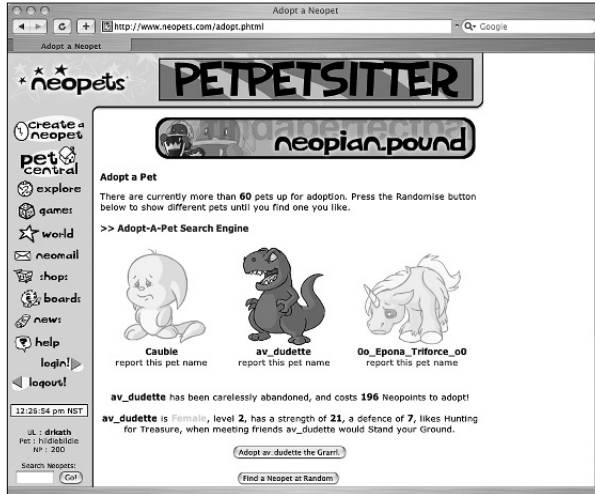 Adopt a Neopet
http://www.neopets.com/adopt.phtml
Google
Adopt a Neopet
neopets
PETPETSITTER
neopian.pound
create a
neopet
pet
central
explore
games
world
neomail
shops
boards
news
help
login!
logout!
12:26:54 pm NST
UL : drkath
Pet : hildiebildie
NP : 200
Search Neopets:
Go!
Adopt a Pet
There are currently more than 60 pets up for adoption. Press the Randomise button
below to show different pets until you find one you like.
>> Adopt-A-Pet Search Engine
Caubie
report this pet name
av_dudette
report this pet name
0o_Epona_Triforce_o0
report this pet name
av_dudette has been carelessly abandoned, and costs 196 Neopoints to adopt!
av_dudette is Female, level 2, has a strength of 21, a defence of 7, likes Hunting
for Treasure, when meeting friends av_dudette would Stand your Ground.
Adopt av_dudette the Grarrl.
Find a Neopet at Random